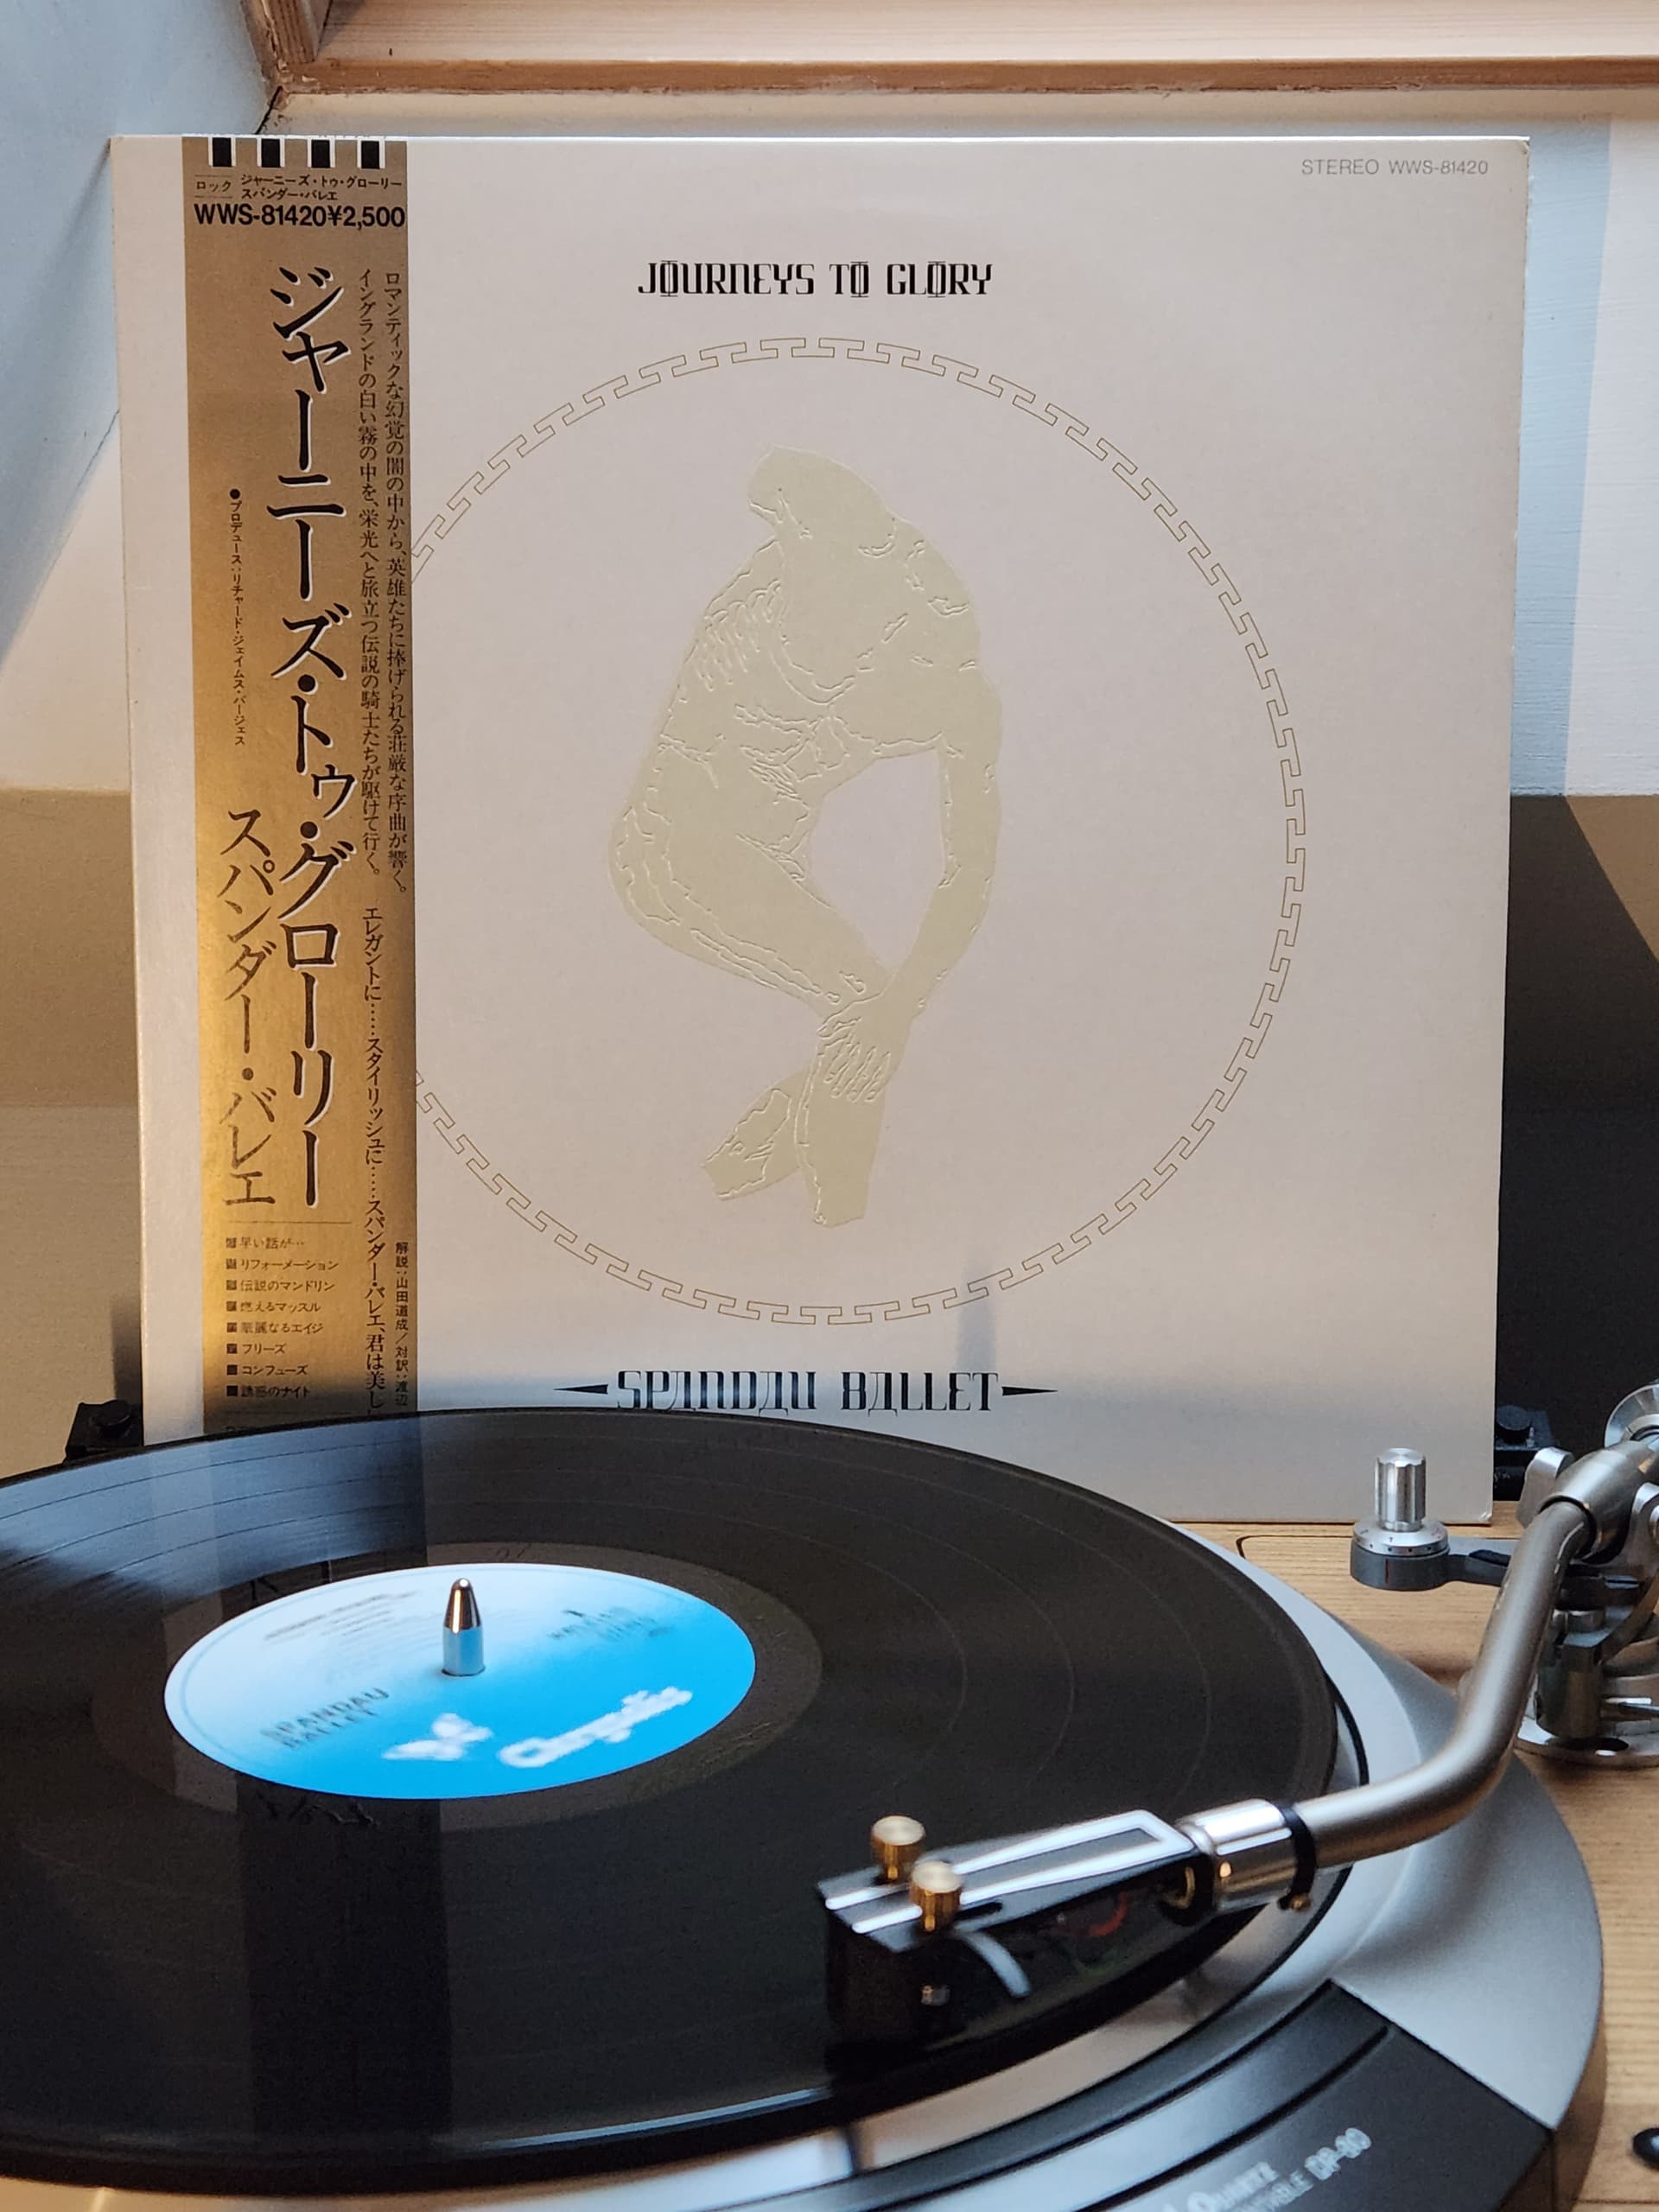 ロック
ジャーニーズ・トゥ・グローリー
スパンダー・バレエ
WWS-81420¥2,500
ロマンティックな幻覚の闇の中から、英雄たちに捧げられる荘厳な序曲が響く。
イングランドの白い霧の中を、栄光へと旅立つ伝説の騎士たちが駆けて行く。
エレガントに……スタイリッシュに……スパンダー・バレエ、君は美し
解説:山田道成/対訳:渡辺
ジャーニーズ・トゥ・グローリー
スパンダー・バレエ
●プロデュース:リチャード・ジェイムス・バージェス
早い話が…
リフォーメーション
伝説のマンドリン
燃えるマッスル
華麗なるエイジ
フリーズ
コンフューズ
誘惑のナイト
STEREO WWS-81420
JOURNEYS TO GLORY
SPANDAU BALLET
SPANDAU
BALLET
Chrysalis
QUARTZ
DP-80